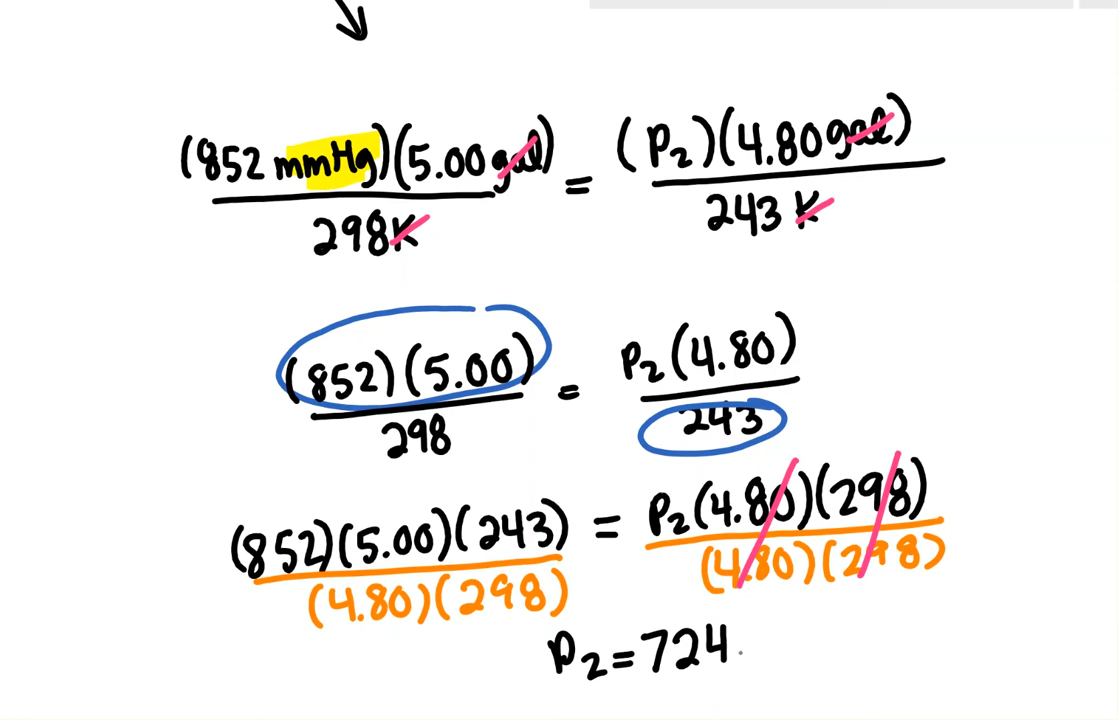 (852 mmHg)(5.00 gal) = (P₂)(4.80 gal)
298K 243 K
(852)(5.00) = P₂(4.80)
298 243
(852)(5.00)(243) = P₂(4.80)(298)
(4.80)(298) (4.80)(298)
P₂ = 724